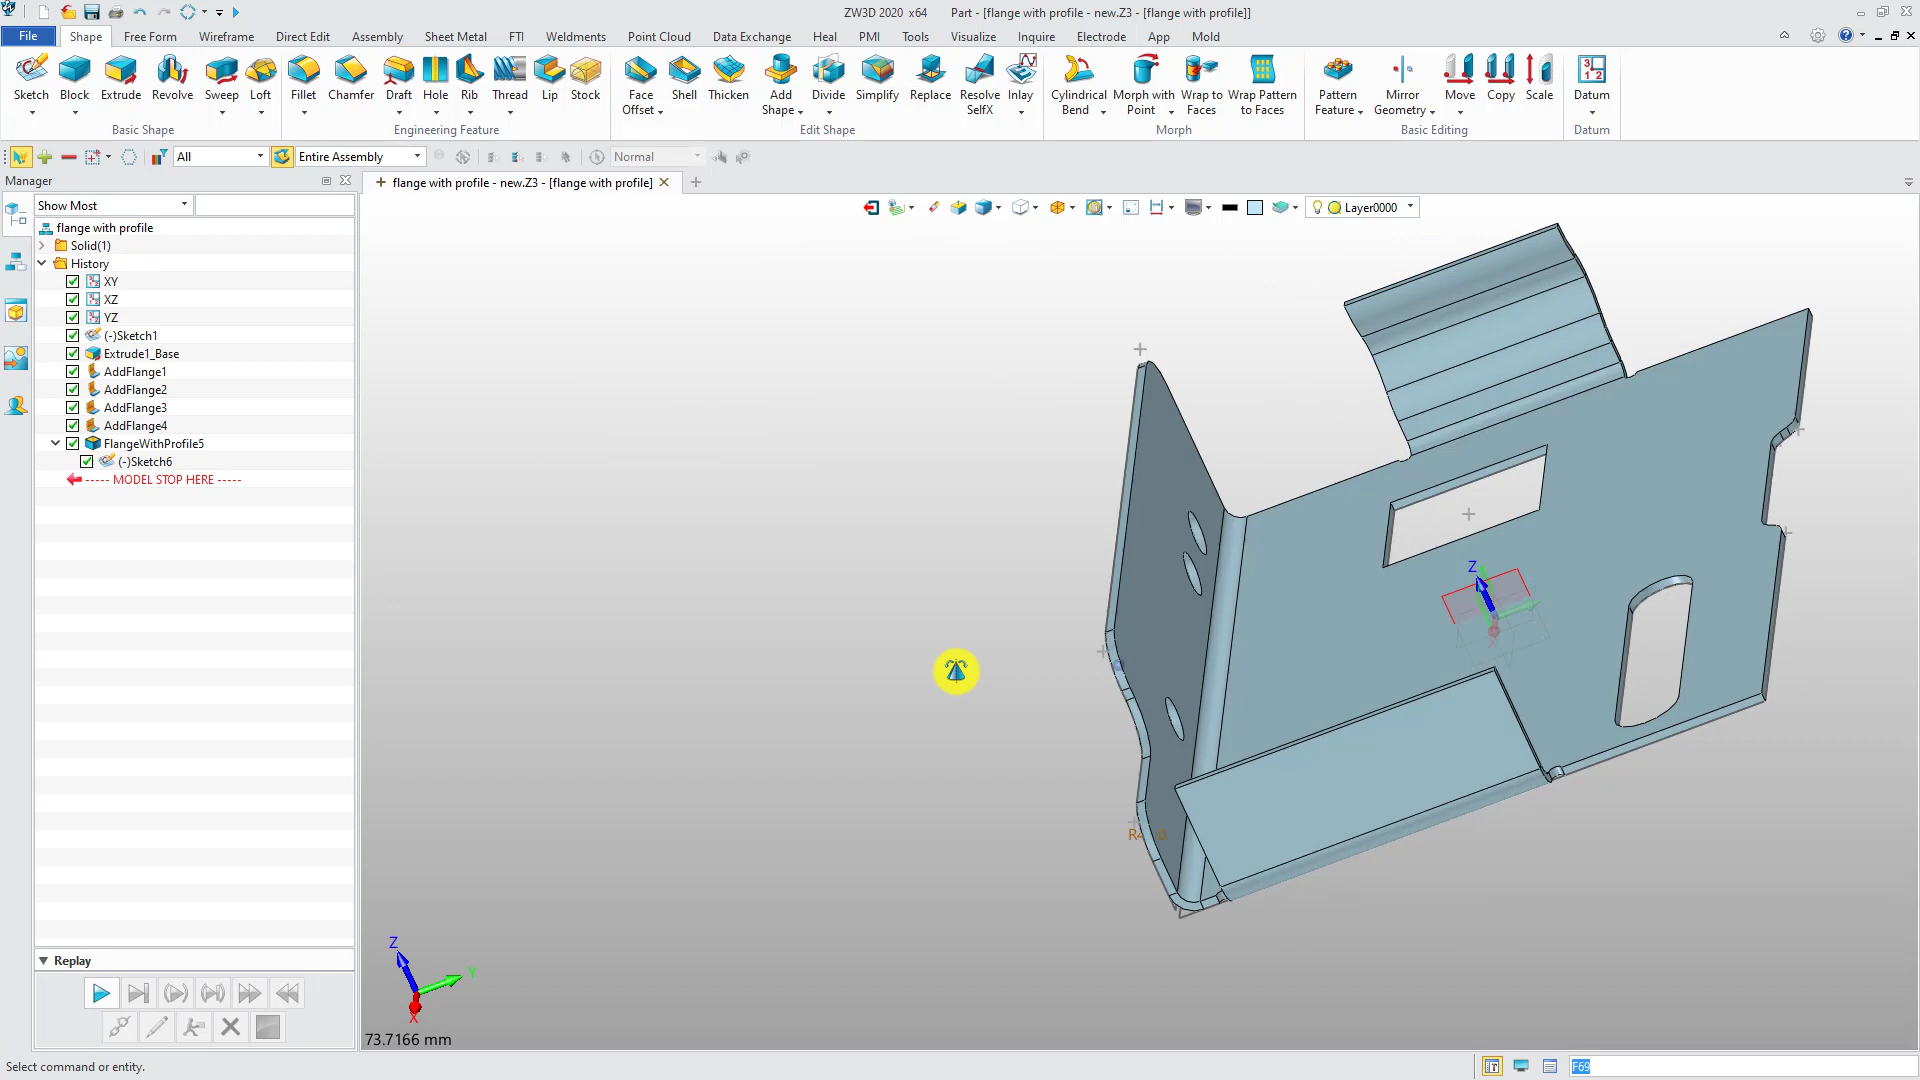 ZW3D 2020 x64 Part - [flange with profile - new.Z3 - [flange with profile]]
File Shape Free Form Wireframe Direct Edit Assembly Sheet Metal FTI Weldments Point Cloud Data Exchange Heal PMI Tools Visualize Inquire Electrode App Mold
Sketch Block Extrude Revolve Sweep Loft Fillet Chamfer Draft Hole Rib Thread Lip Stock Face Offset Shell Thicken Add Shape Divide Simplify Replace Resolve SelfX Inlay Cylindrical Bend Morph with Point Wrap to Faces Wrap Pattern to Faces Pattern Feature Mirror Geometry Move Copy Scale Datum
Basic Shape Engineering Feature Edit Shape Morph Basic Editing Datum
All Entire Assembly Normal
Manager
flange with profile - new.Z3 - [flange with profile]
Show Most
Layer0000
flange with profile
Solid(1)
History
XY
XZ
YZ
(-)Sketch1
Extrude1_Base
AddFlange1
AddFlange2
AddFlange3
AddFlange4
FlangeWithProfile5
(-)Sketch6
----- MODEL STOP HERE -----
Z
Z
Y
X
73.7166 mm
Replay
Select command or entity.
F69